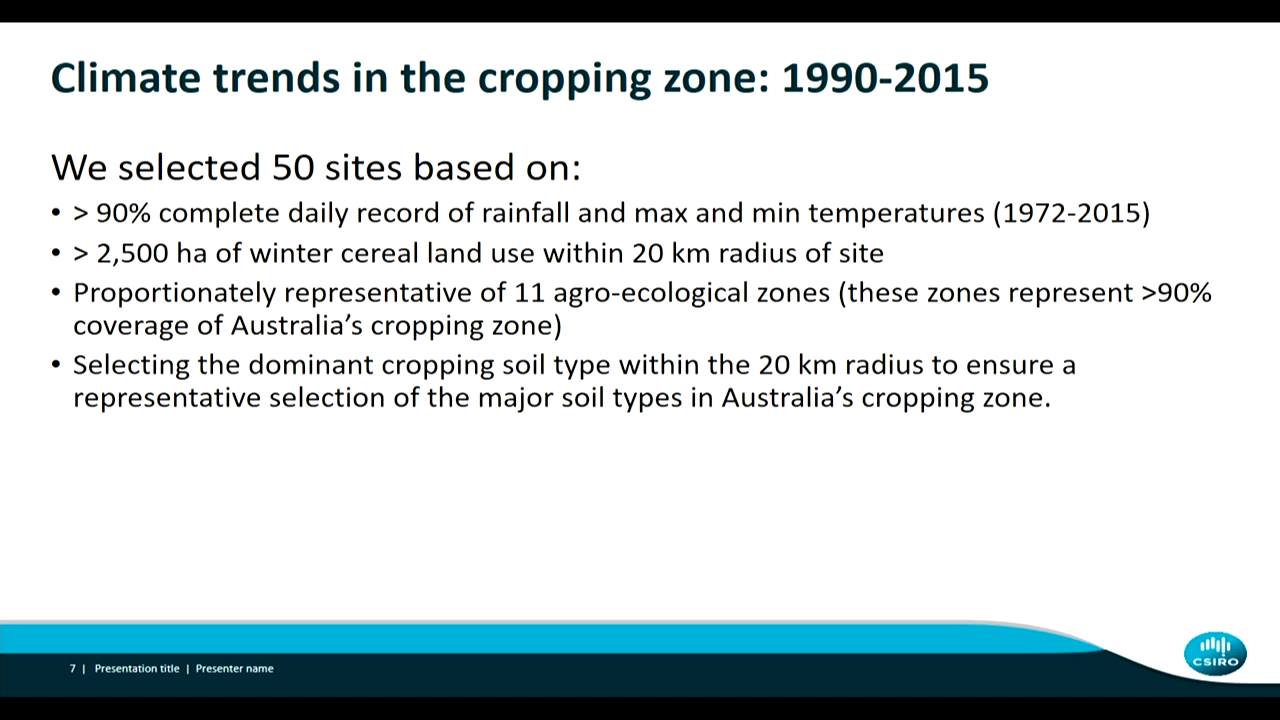 Climate trends in the cropping zone: 1990-2015
We selected 50 sites based on:
• > 90% complete daily record of rainfall and max and min temperatures (1972-2015)
• > 2,500 ha of winter cereal land use within 20 km radius of site
• Proportionately representative of 11 agro-ecological zones (these zones represent >90%
coverage of Australia’s cropping zone)
• Selecting the dominant cropping soil type within the 20 km radius to ensure a
representative selection of the major soil types in Australia’s cropping zone.
7 | Presentation title | Presenter name
CSIRO